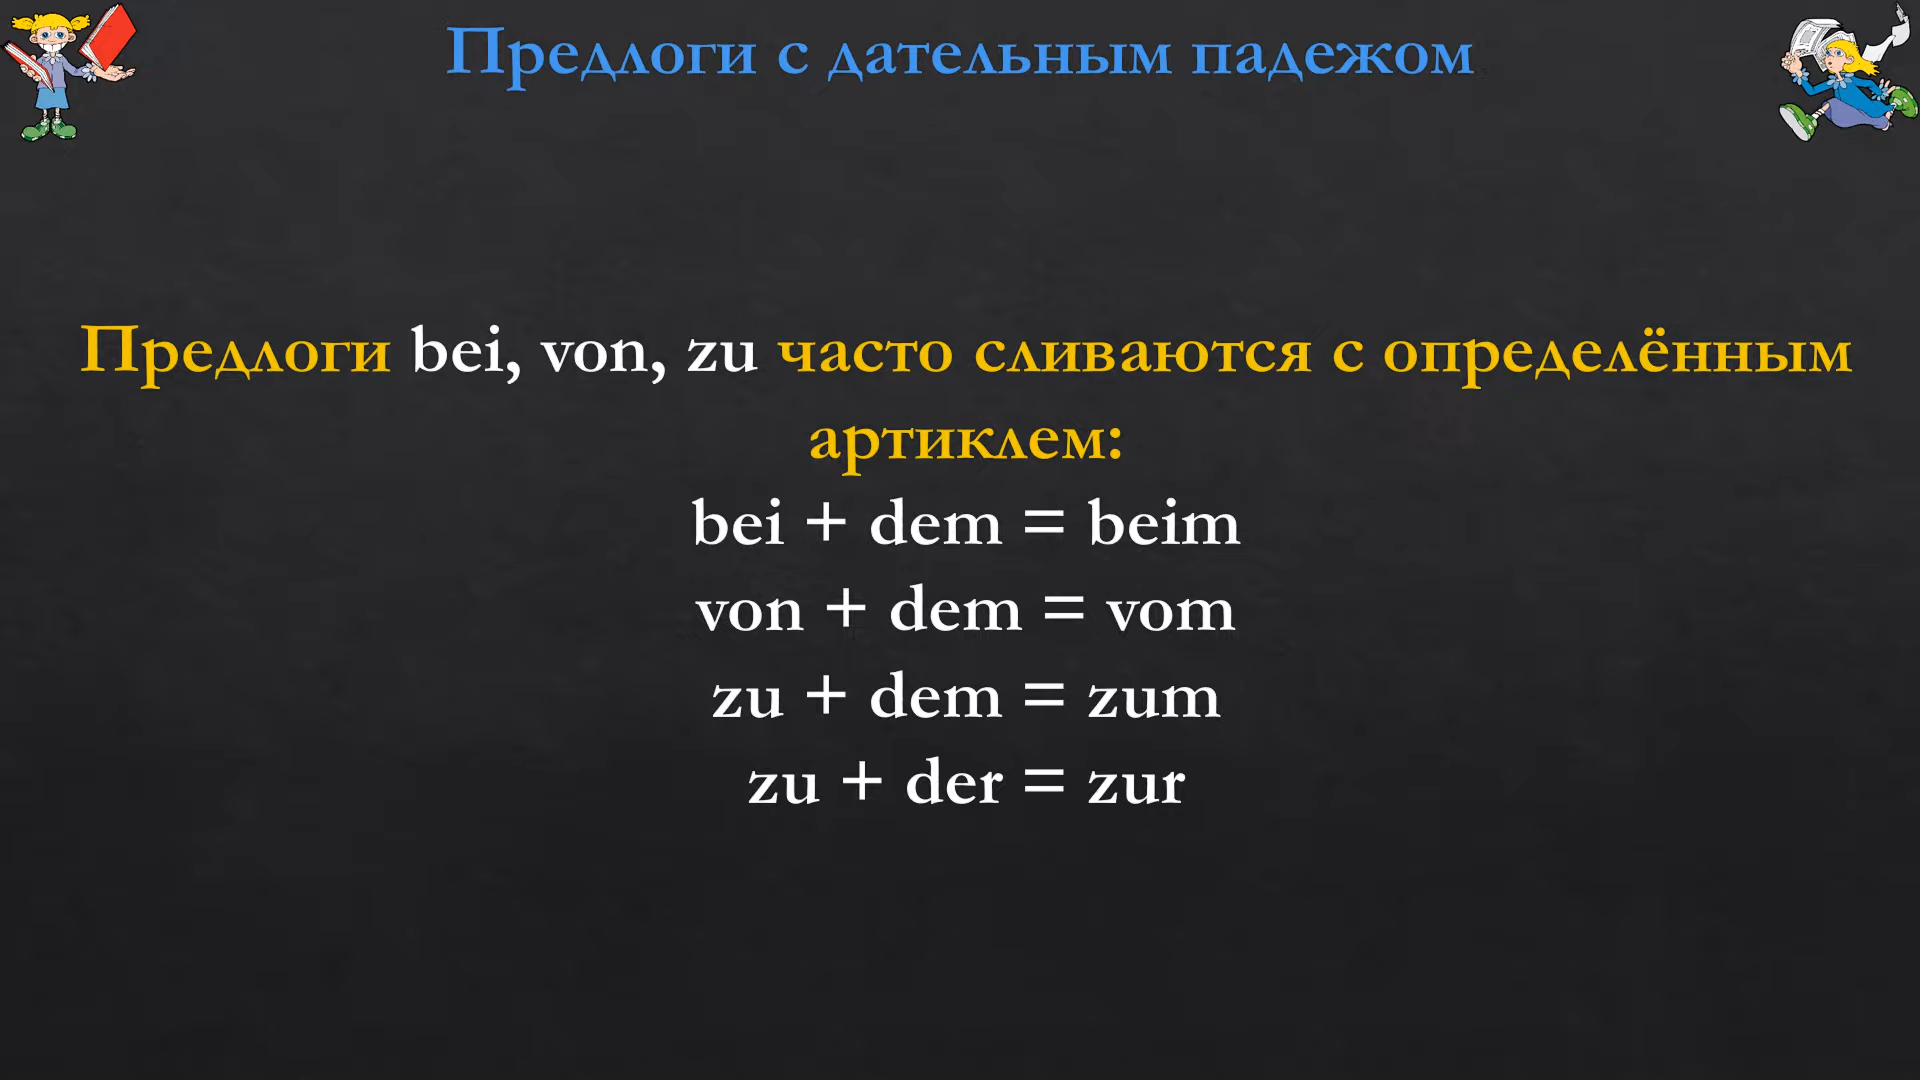 Предлоги с дательным падежом
Предлоги bei, von, zu часто сливаются с определённым
артиклем:
bei + dem = beim
von + dem = vom
zu + dem = zum
zu + der = zur